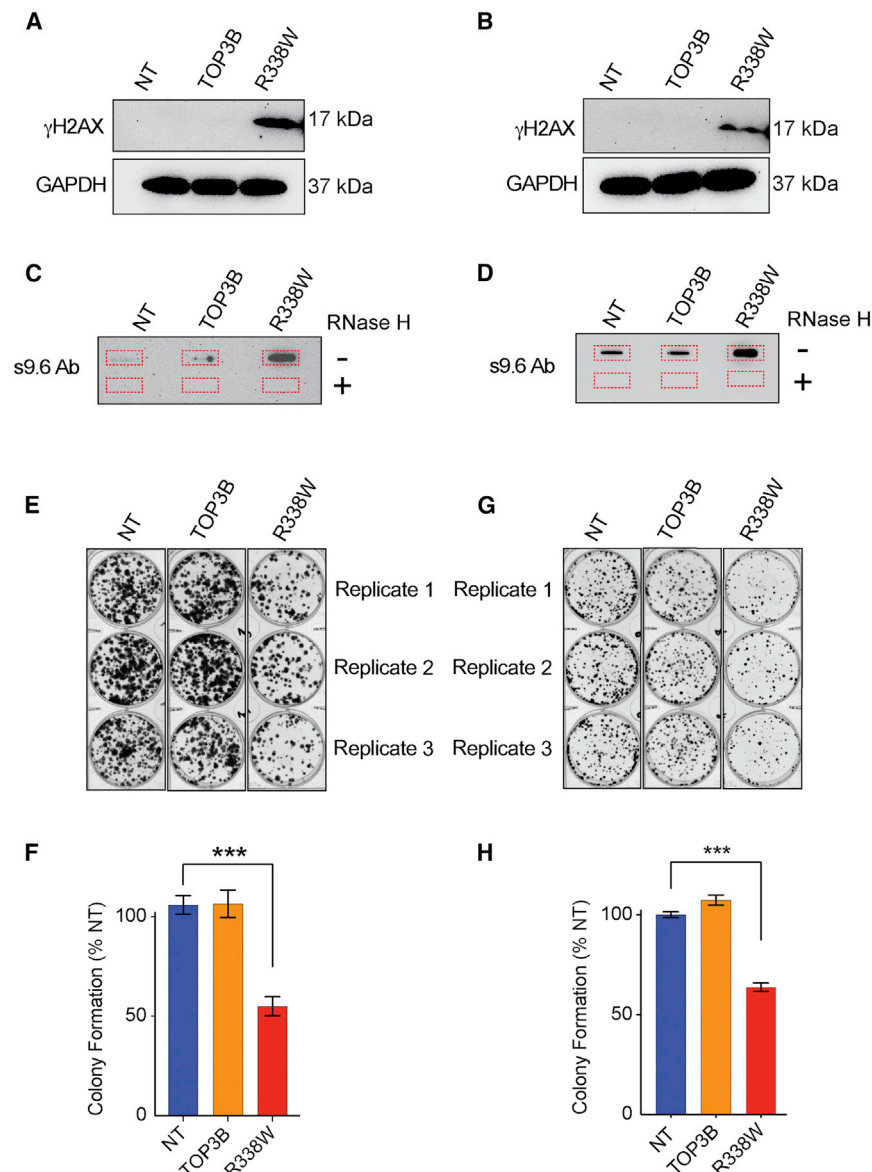 A
NT
TOP3B
R338W
γH2AX
17 kDa
GAPDH
37 kDa
B
NT
TOP3B
R338W
γH2AX
17 kDa
GAPDH
37 kDa
C
NT
TOP3B
R338W
RNase H
s9.6 Ab
-
+
D
NT
TOP3B
R338W
RNase H
s9.6 Ab
-
+
E
NT
TOP3B
R338W
Replicate 1
Replicate 2
Replicate 3
G
NT
TOP3B
R338W
Replicate 1
Replicate 2
Replicate 3
F
***
Colony Formation (% NT)
100
50
0
NT
TOP3B
R338W
H
***
Colony Formation (% NT)
100
50
0
NT
TOP3B
R338W